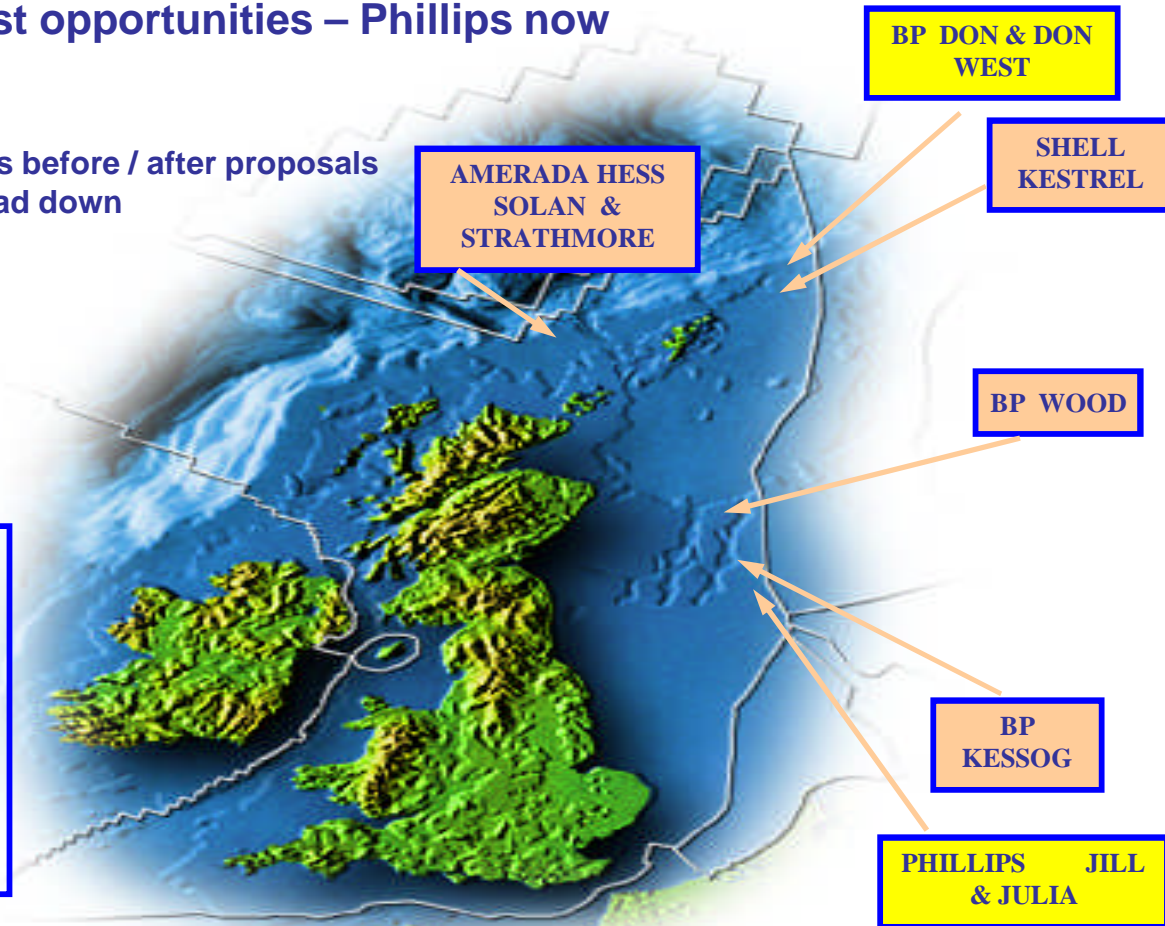 st opportunities – Phillips now
s before / after proposals
ad down
BP DON & DON
WEST
SHELL
KESTREL
AMERADA HESS
SOLAN &
STRATHMORE
BP WOOD
BP
KESSOG
PHILLIPS JILL
& JULIA